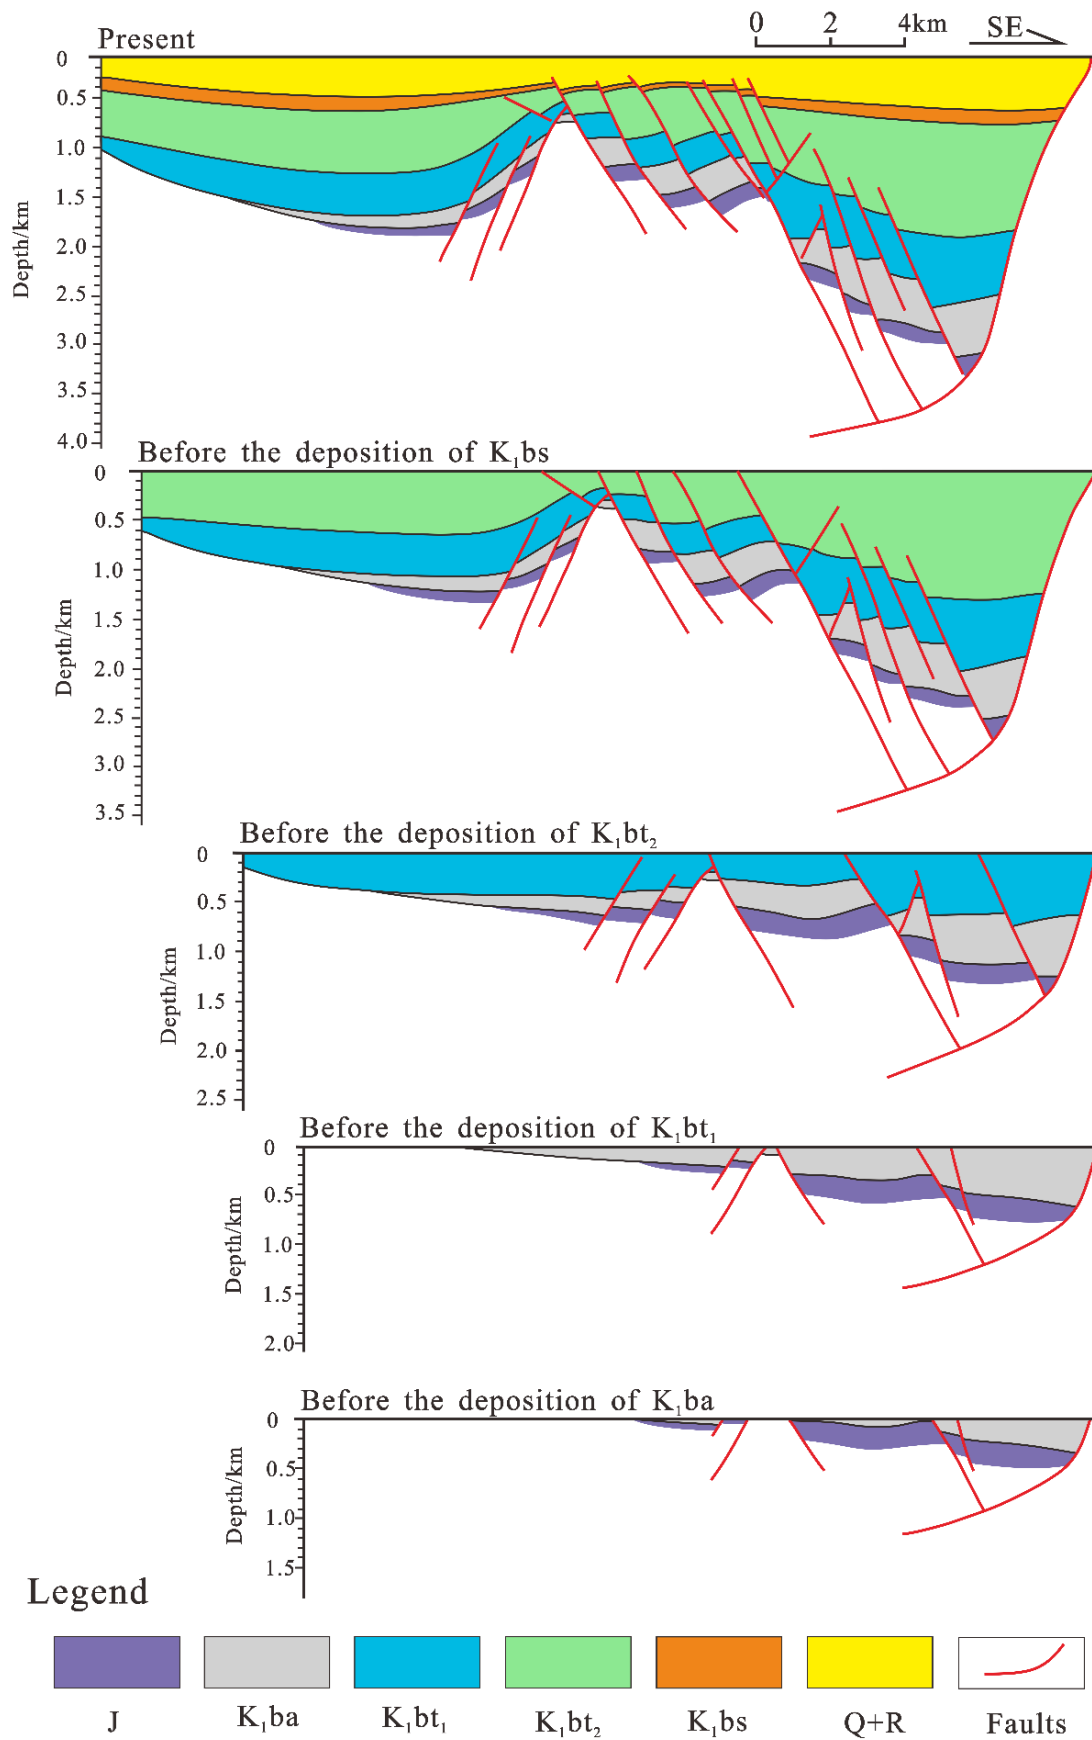 Present
0 2 4km SE
0
0.5
1.0
1.5
2.0
2.5
3.0
3.5
4.0
Depth/km
Before the deposition of K₁bs
0
0.5
1.0
1.5
2.0
2.5
3.0
3.5
Depth/km
Before the deposition of K₁bt₂
0
0.5
1.0
1.5
2.0
2.5
Depth/km
Before the deposition of K₁bt₁
0
0.5
1.0
1.5
2.0
Depth/km
Before the deposition of K₁ba
0
0.5
1.0
1.5
Depth/km
Legend
J K₁ba K₁bt₁ K₁bt₂ K₁bs Q+R Faults